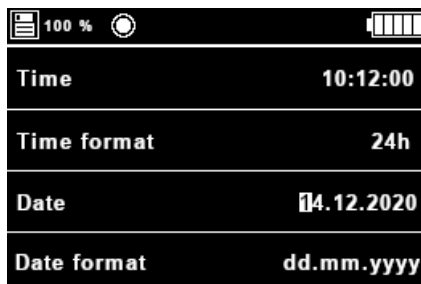 100 %
Time 10:12:00
Time format 24h
Date 14.12.2020
Date format dd.mm.yyyy